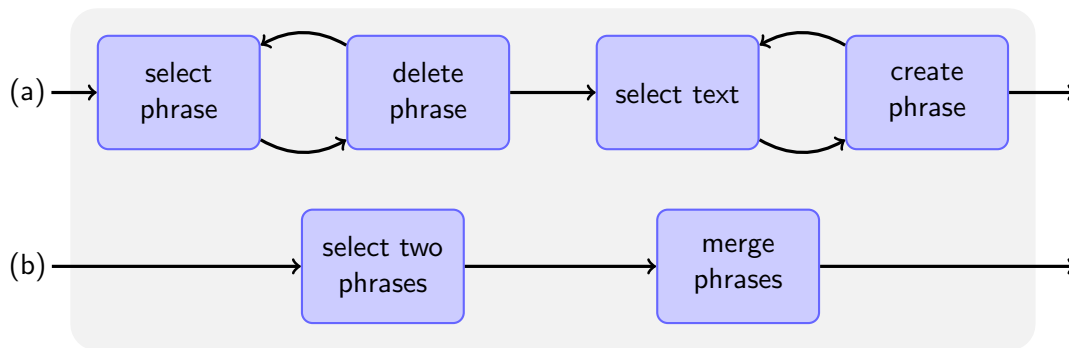 (a)
select
phrase
delete
phrase
select text
create
phrase
(b)
select two
phrases
merge
phrases